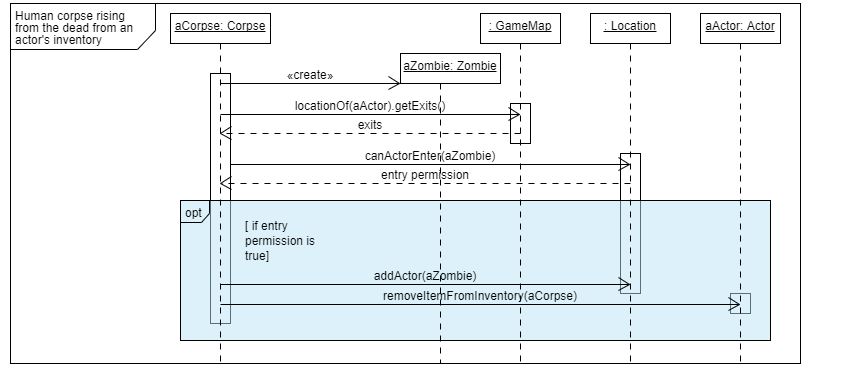 Human corpse rising
from the dead from an
actor's inventory
aCorpse: Corpse
: GameMap
: Location
aActor: Actor
«create»
aZombie: Zombie
locationOf(aActor).getExits()
exits
canActorEnter(aZombie)
entry permission
opt
[ if entry
permission is
true]
addActor(aZombie)
removeItemFromInventory(aCorpse)